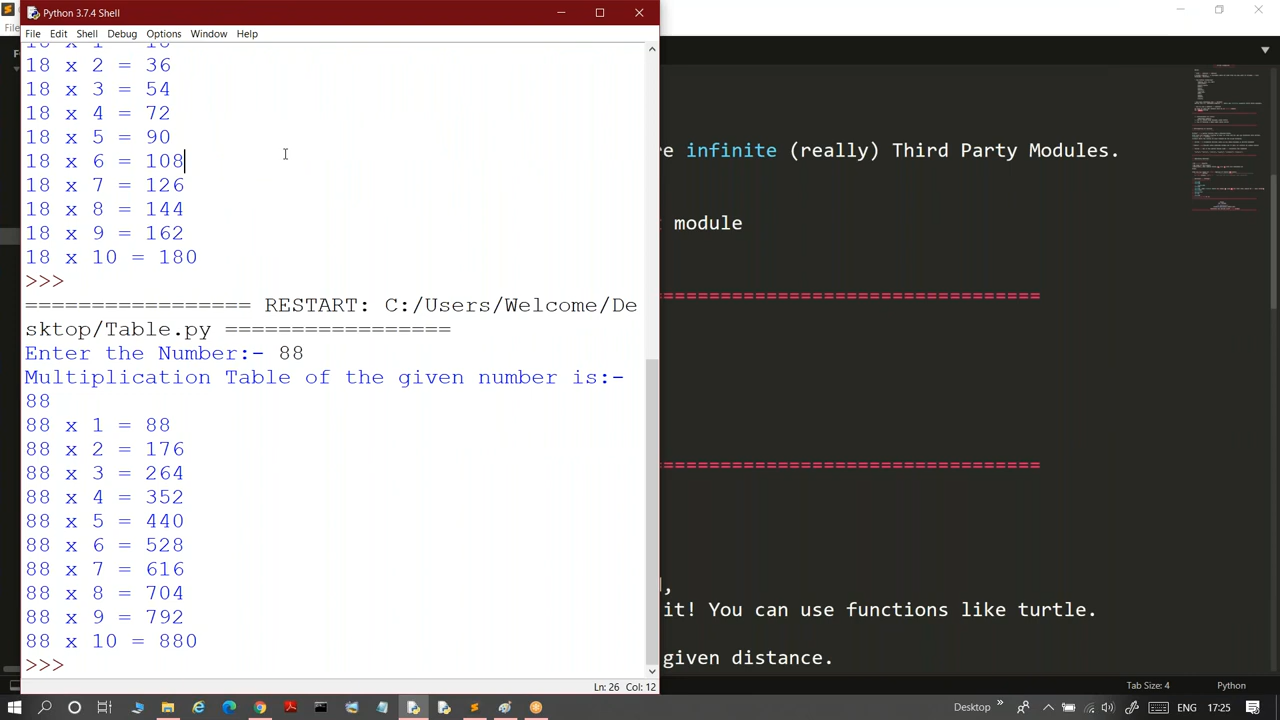 Python 3.7.4 Shell
File Edit Shell Debug Options Window Help
18 x 2 = 36
18 x 3 = 54
18 x 4 = 72
18 x 5 = 90
18 x 6 = 108
18 x 7 = 126
18 x 8 = 144
18 x 9 = 162
18 x 10 = 180
>>>
================= RESTART: C:/Users/Welcome/De
sktop/Table.py =================
Enter the Number:- 88
Multiplication Table of the given number is:-
88
88 x 1 = 88
88 x 2 = 176
88 x 3 = 264
88 x 4 = 352
88 x 5 = 440
88 x 6 = 528
88 x 7 = 616
88 x 8 = 704
88 x 9 = 792
88 x 10 = 880
>>>
Ln: 26 Col: 12
infinite (really) Third Party Modules.
module
it! You can use functions like turtle.
given distance.
Tab Size: 4 Python
Desktop 17:25